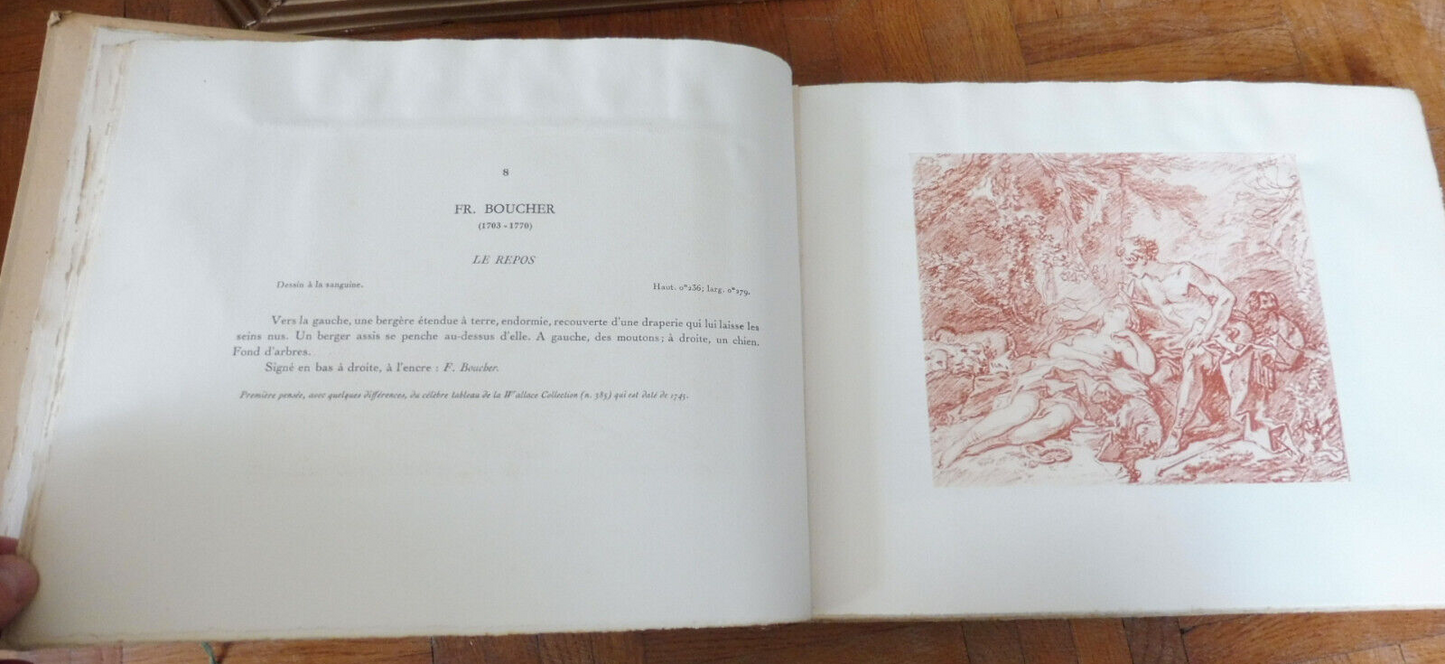 8
FR. BOUCHER
(1703-1770)
LE REPOS
Dessin à la sanguine. Haut. 0ᵐ236; larg. 0ᵐ279.
Vers la gauche, une bergère étendue à terre, endormie, recouverte d'une draperie qui lui laisse les
seins nus. Un berger assis se penche au-dessus d'elle. A gauche, des moutons; à droite, un chien.
Fond d'arbres.
Signé en bas à droite, à l'encre : F. Boucher.
Première pensée, avec quelques différences, du célèbre tableau de la Wallace Collection (n. 385) qui est daté de 1745.